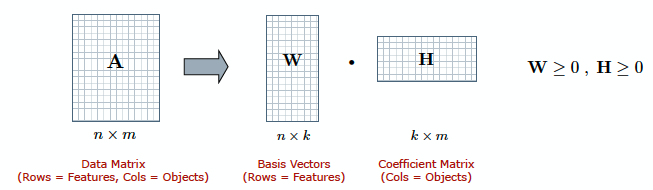 A
W
•
H
W ≥ 0 , H ≥ 0
n × m
n × k
k × m
Data Matrix
(Rows = Features, Cols = Objects)
Basis Vectors
(Rows = Features)
Coefficient Matrix
(Cols = Objects)